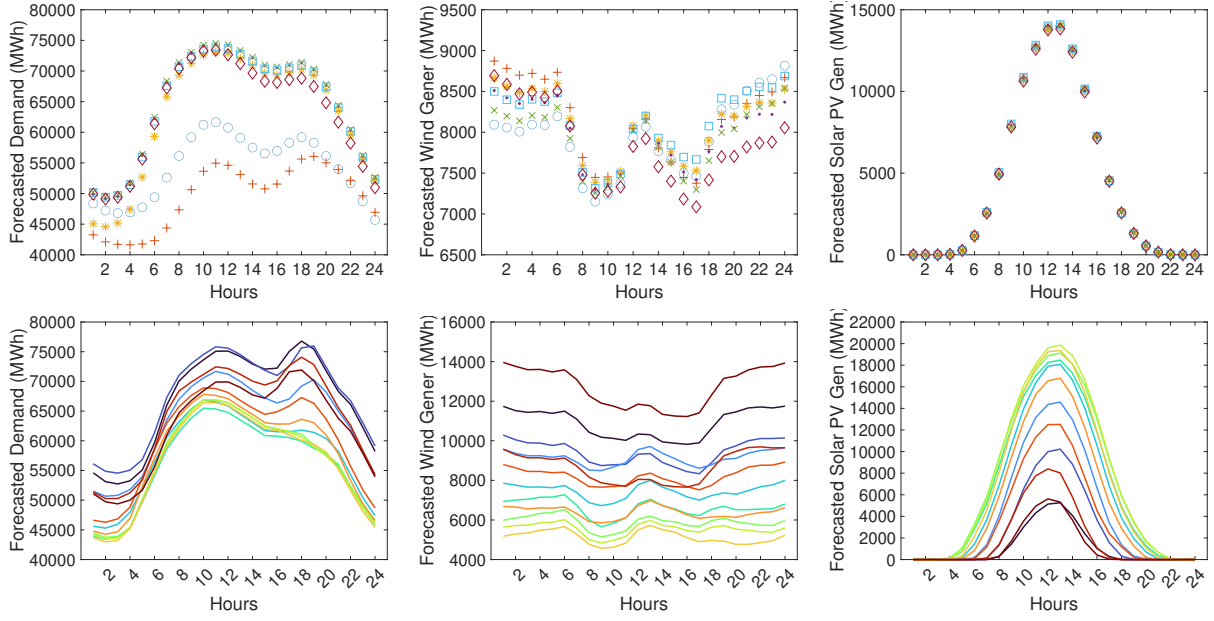 Forecasted Demand (MWh)
80000
75000
70000
65000
60000
55000
50000
45000
40000
2 4 6 8 10 12 14 16 18 20 22 24
Hours
Forecasted Wind Gener (MWh)
9500
9000
8500
8000
7500
7000
6500
2 4 6 8 10 12 14 16 18 20 22 24
Hours
Forecasted Solar PV Gen (MWh)
15000
10000
5000
0
2 4 6 8 10 12 14 16 18 20 22 24
Hours
Forecasted Demand (MWh)
80000
75000
70000
65000
60000
55000
50000
45000
40000
2 4 6 8 10 12 14 16 18 20 22 24
Hours
Forecasted Wind Gener (MWh)
16000
14000
12000
10000
8000
6000
4000
2 4 6 8 10 12 14 16 18 20 22 24
Hours
Forecasted Solar PV Gen (MWh)
22000
20000
18000
16000
14000
12000
10000
8000
6000
4000
2000
0
2 4 6 8 10 12 14 16 18 20 22 24
Hours